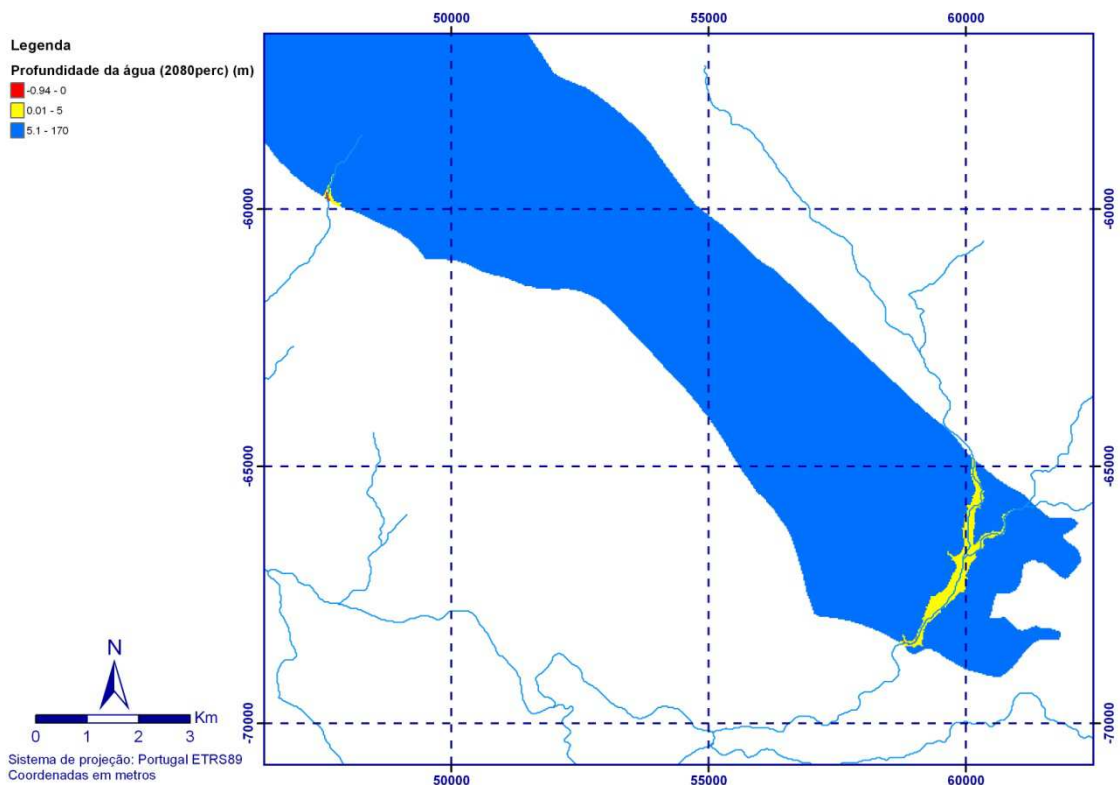 50000 55000 60000
Legenda
Profundidade da água (2080perc) (m)
-0.94 - 0
0.01 - 5
5.1 - 170
-60000 -60000
-65000 -65000
N
Km
0 1 2 3
-70000 -70000
Sistema de projeção: Portugal ETRS89
Coordenadas em metros
50000 55000 60000